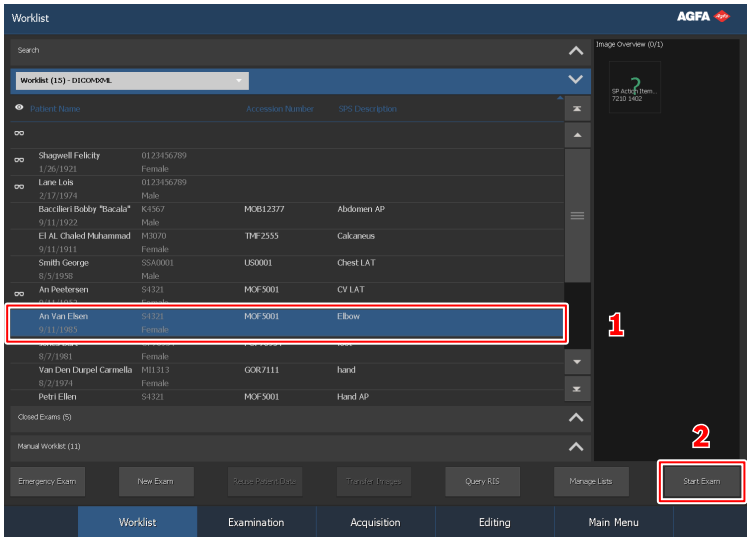 Worklist
AGFA
Search
Image Overview (0/1)
Worklist (15) - DICOMXML
?
SP Action Item...
7210 1402
Patient Name Accession Number SPS Description
Shagwell Felicity 0123456789
1/26/1921 Female
Lane Lois 0123456789
2/17/1974 Male
Baccilieri Bobby "Bacala" K4567 MOB12377 Abdomen AP
9/11/1922 Male
El AL Chaled Muhammad M3070 TMF2555 Calcaneus
9/11/1911 Female
Smith George SSA0001 US0001 Chest LAT
8/5/1958 Male
An Peetersen S4321 MOF5001 CV LAT
An Van Elsen S4321 MOF5001 Elbow
9/11/1985 Female
1
8/7/1981 Female
Van Den Durpel Carmella MI1313 GOR7111 hand
8/2/1974 Female
Petri Ellen S4321 MOF5001 Hand AP
Closed Exams (5)
2
Manual Worklist (11)
Emergency Exam New Exam Reuse Patient Data Transfer Images Query RIS Manage Lists Start Exam
Worklist Examination Acquisition Editing Main Menu